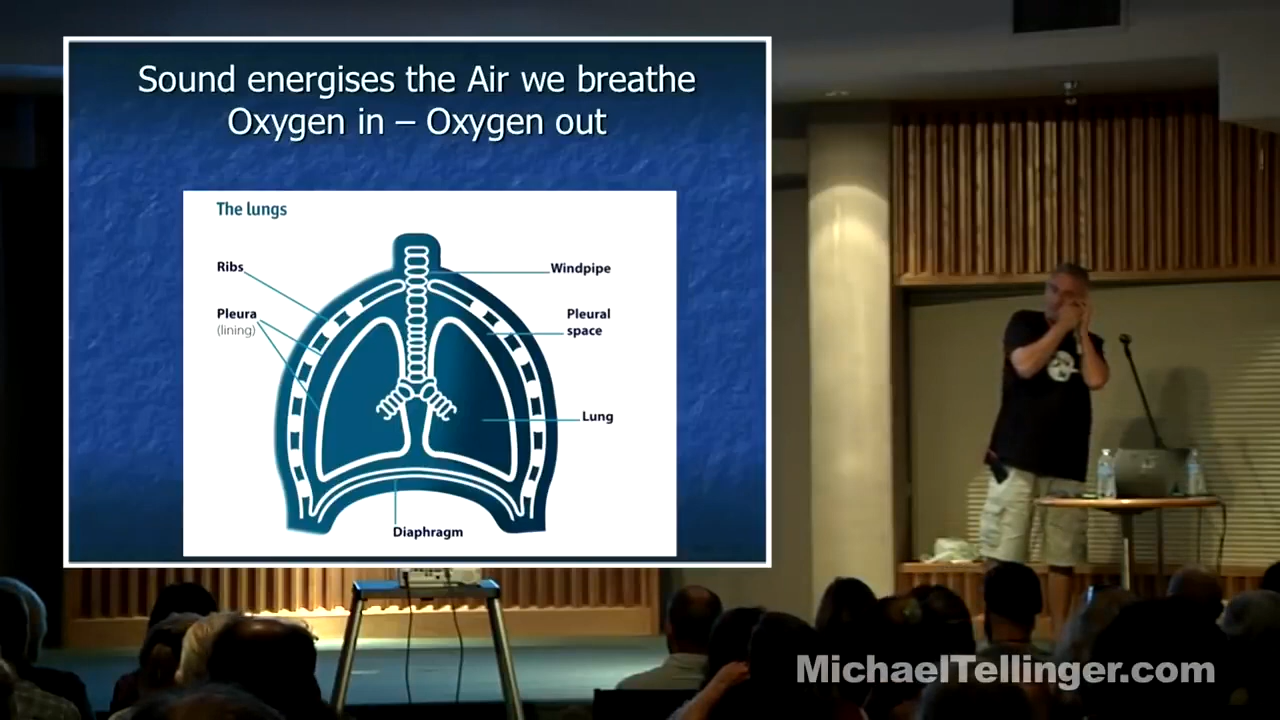 Sound energises the Air we breathe
Oxygen in – Oxygen out
The lungs
Ribs
Windpipe
Pleura
(lining)
Pleural
space
Lung
Diaphragm
MichaelTellinger.com